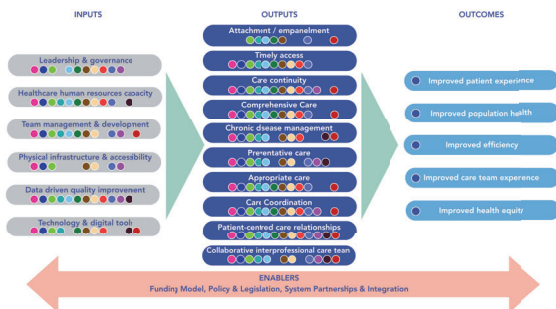 INPUTS
OUTPUTS
OUTCOMES
Leadership & governance
Healthcare human resources capacity
Team management & development
Physical infrastructure & accessibility
Data driven quality improvement
Technology & digital tools
Attachment / empanelment
Timely access
Care continuity
Comprehensive Care
Chronic disease management
Preventative care
Appropriate care
Care Coordination
Patient-centred care relationships
Collaborative interprofessional care team
Improved patient experience
Improved population health
Improved efficiency
Improved care team experience
Improved health equity
ENABLERS
Funding Model, Policy & Legislation, System Partnerships & Integration